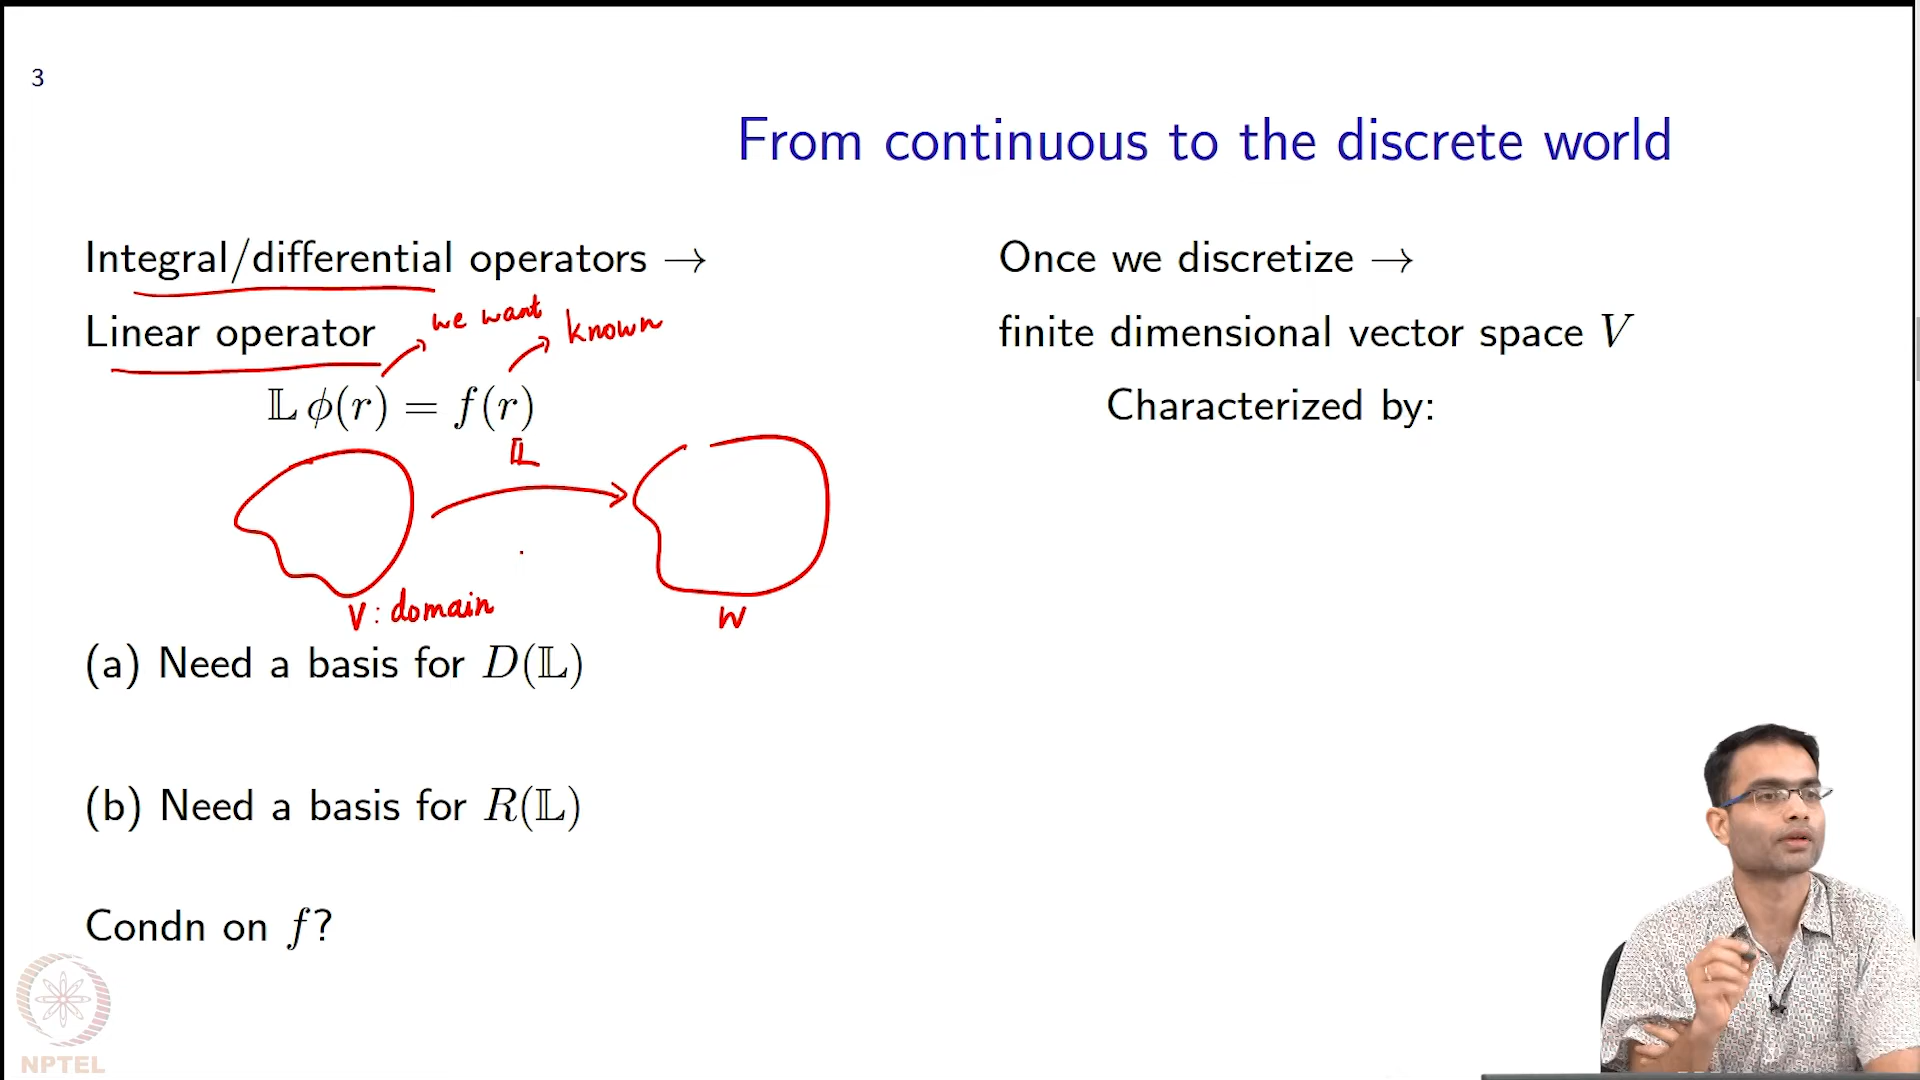 3
From continuous to the discrete world
Integral/differential operators →
Linear operator
we want
known
𝕃 ϕ(r) = f(r)
𝕃
V : domain
W
(a) Need a basis for D(𝕃)
(b) Need a basis for R(𝕃)
Condn on f?
Once we discretize →
finite dimensional vector space V
Characterized by:
NPTEL